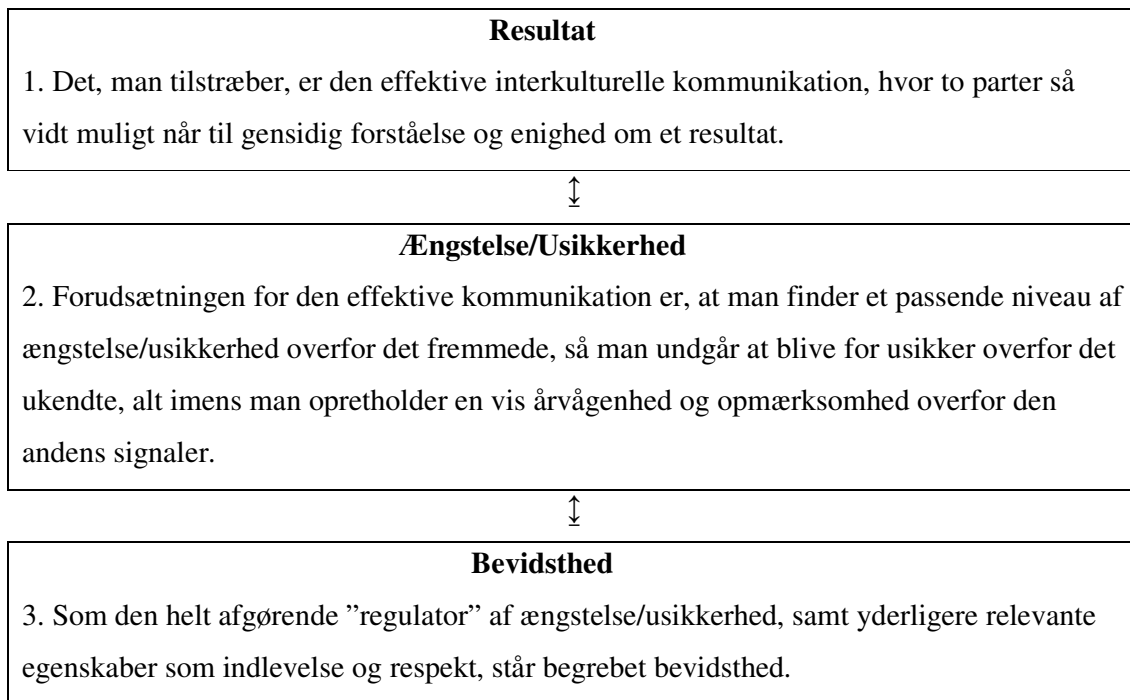 Resultat
1. Det, man tilstræber, er den effektive interkulturelle kommunikation, hvor to parter så
vidt muligt når til gensidig forståelse og enighed om et resultat.
↨
Ængstelse/Usikkerhed
2. Forudsætningen for den effektive kommunikation er, at man finder et passende niveau af
ængstelse/usikkerhed overfor det fremmede, så man undgår at blive for usikker overfor det
ukendte, alt imens man opretholder en vis årvågenhed og opmærksomhed overfor den
andens signaler.
↨
Bevidsthed
3. Som den helt afgørende ”regulator” af ængstelse/usikkerhed, samt yderligere relevante
egenskaber som indlevelse og respekt, står begrebet bevidsthed.